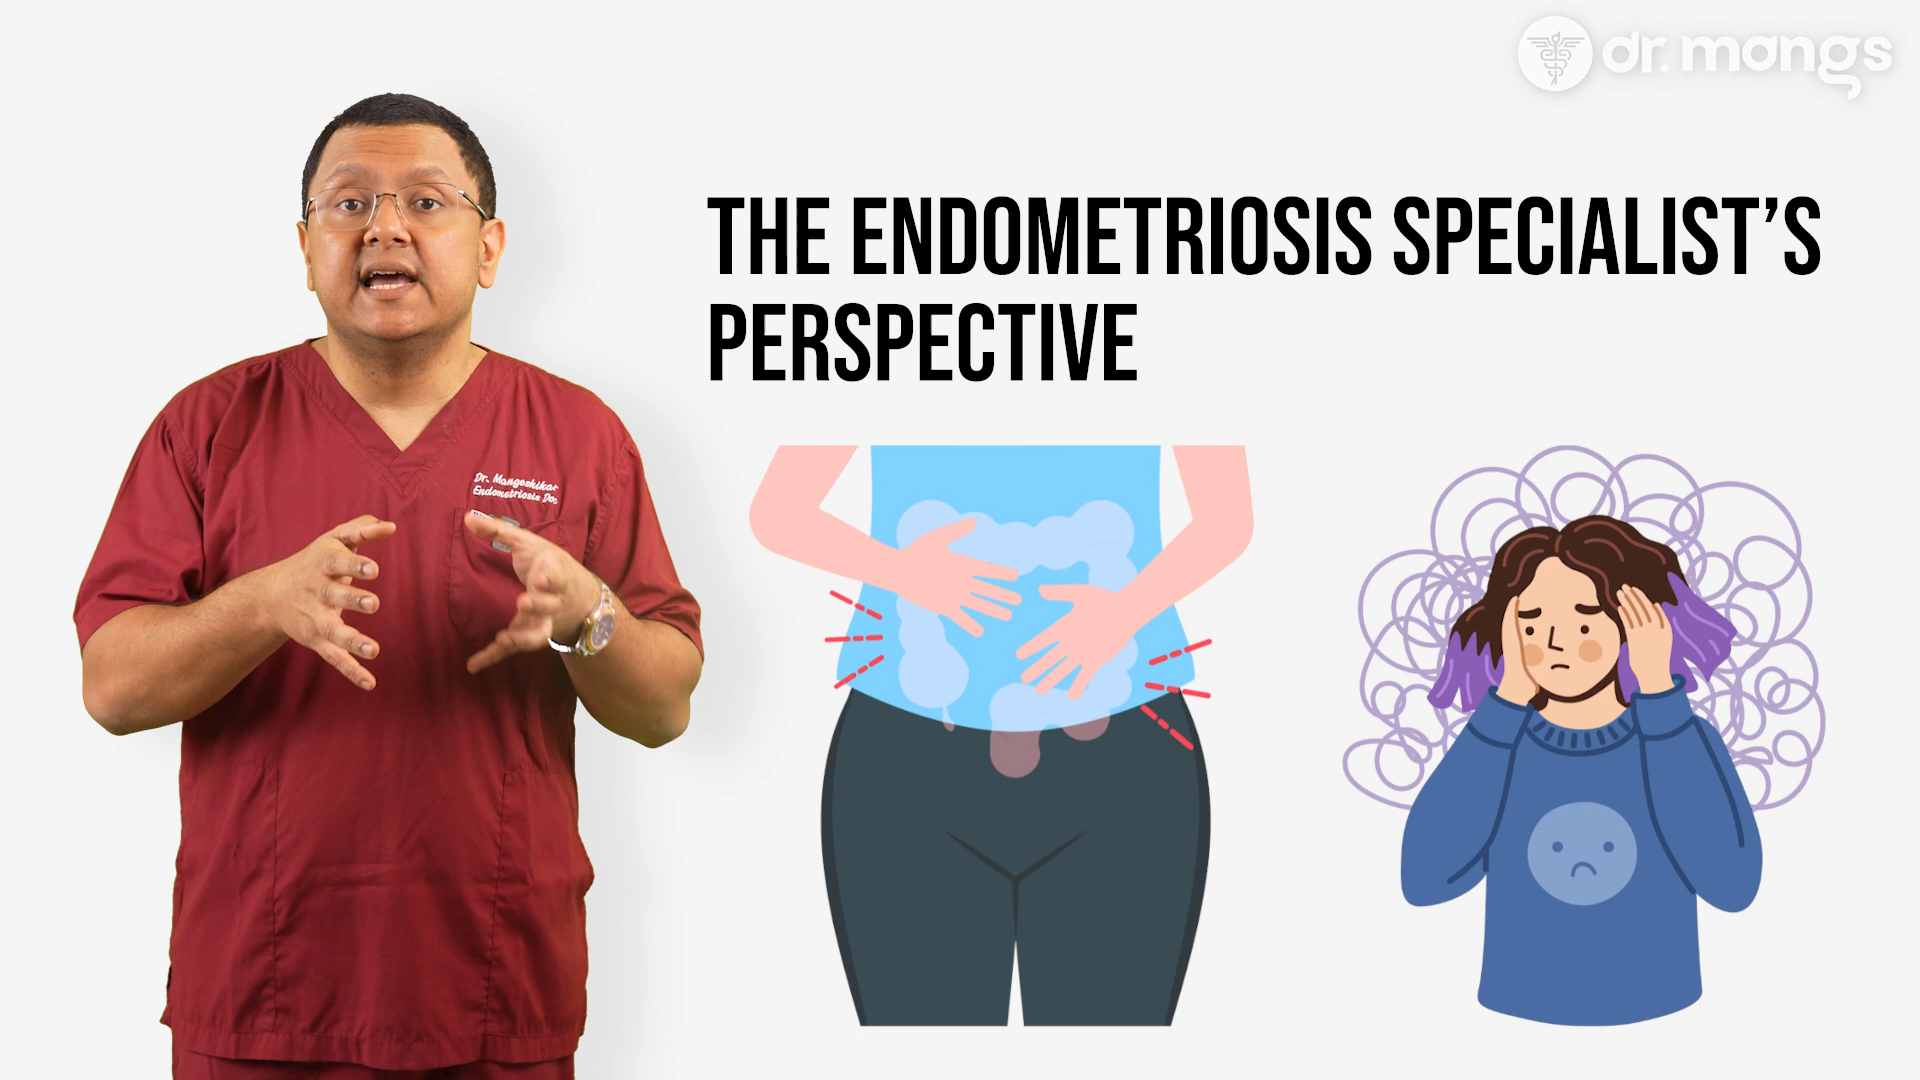 dr. mangs
THE ENDOMETRIOSIS SPECIALIST'S
PERSPECTIVE
Dr. Mangeshikar
Endometriosis Doc